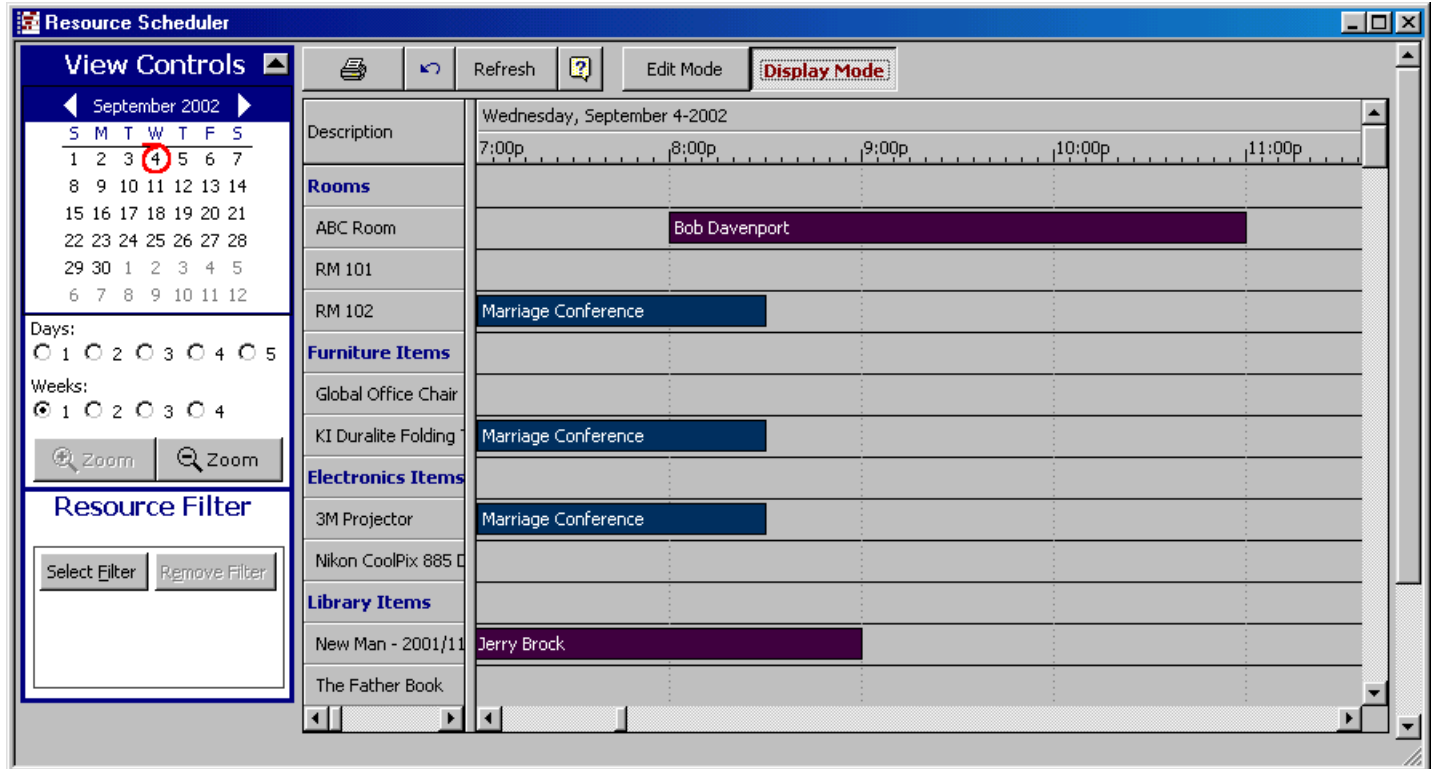 Resource Scheduler
View Controls
September 2002
S M T W T F S
1 2 3 4 5 6 7
8 9 10 11 12 13 14
15 16 17 18 19 20 21
22 23 24 25 26 27 28
29 30 1 2 3 4 5
6 7 8 9 10 11 12
Days:
1 2 3 4 5
Weeks:
1 2 3 4
Zoom Zoom
Resource Filter
Select Filter Remove Filter
Refresh Edit Mode Display Mode
Description
Wednesday, September 4-2002
7:00p 8:00p 9:00p 10:00p 11:00p
Rooms
ABC Room Bob Davenport
RM 101
RM 102 Marriage Conference
Furniture Items
Global Office Chair
KI Duralite Folding Marriage Conference
Electronics Items
3M Projector Marriage Conference
Nikon CoolPix 885
Library Items
New Man - 2001/11 Jerry Brock
The Father Book